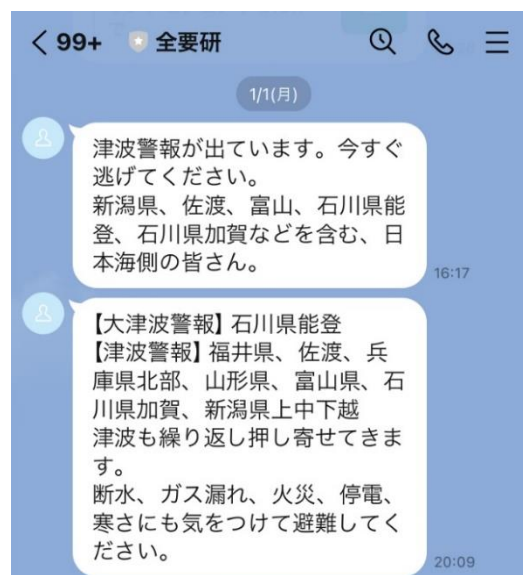 99+ 全要研
1/1(月)
津波警報が出ています。今すぐ
逃げてください。
新潟県、佐渡、富山、石川県能
登、石川県加賀などを含む、日
本海側の皆さん。
16:17
【大津波警報】石川県能登
【津波警報】福井県、佐渡、兵
庫県北部、山形県、富山県、石
川県加賀、新潟県上中下越
津波も繰り返し押し寄せてきま
す。
断水、ガス漏れ、火災、停電、
寒さにも気をつけて避難してく
ださい。
20:09